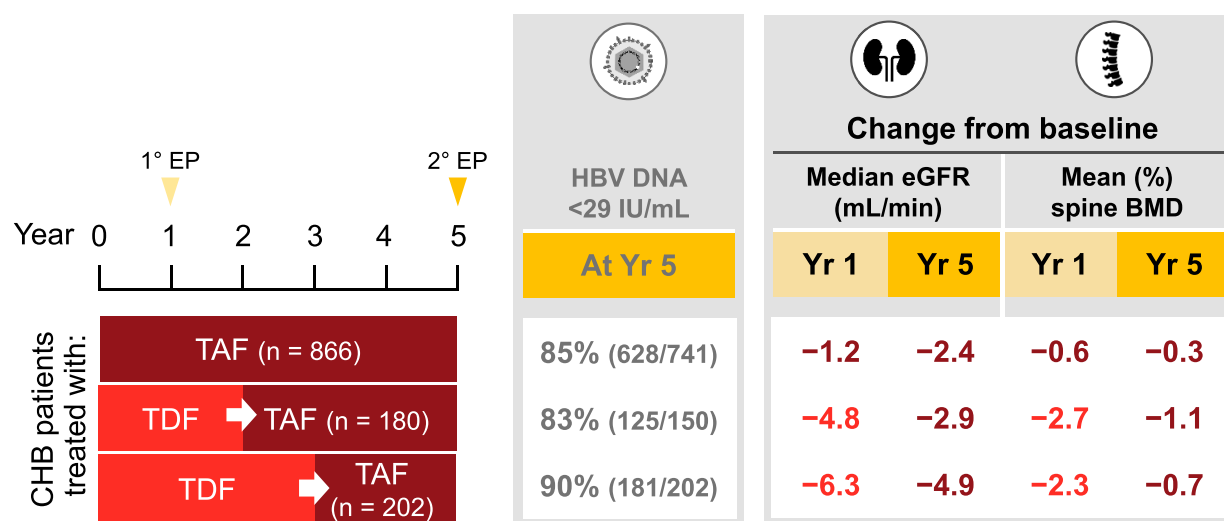 1° EP
2° EP
Year 0 1 2 3 4 5
CHB patients
treated with:
TAF (n = 866)
TDF TAF (n = 180)
TDF TAF
(n = 202)
HBV DNA
<29 IU/mL
At Yr 5
85% (628/741)
83% (125/150)
90% (181/202)
Change from baseline
Median eGFR
(mL/min)
Mean (%)
spine BMD
Yr 1 Yr 5 Yr 1 Yr 5
−1.2 −2.4 −0.6 −0.3
−4.8 −2.9 −2.7 −1.1
−6.3 −4.9 −2.3 −0.7